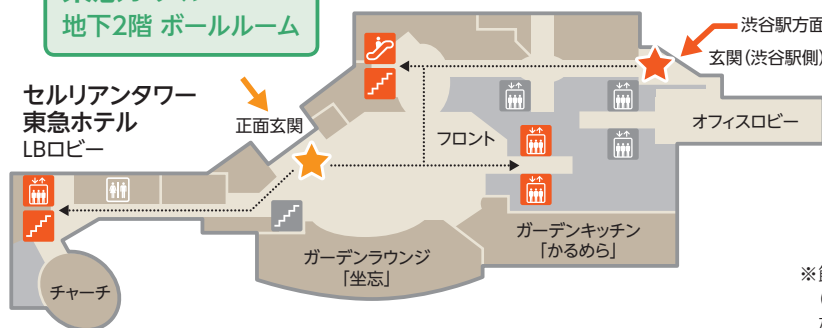 地下2階 ボールルーム
渋谷駅方面
玄関（渋谷駅側）
セルリアンタワー
東急ホテル
LBロビー
正面玄関
フロント
オフィスロビー
ガーデンラウンジ
「坐忘」
ガーデンキッチン
「かるめら」
チャーチ